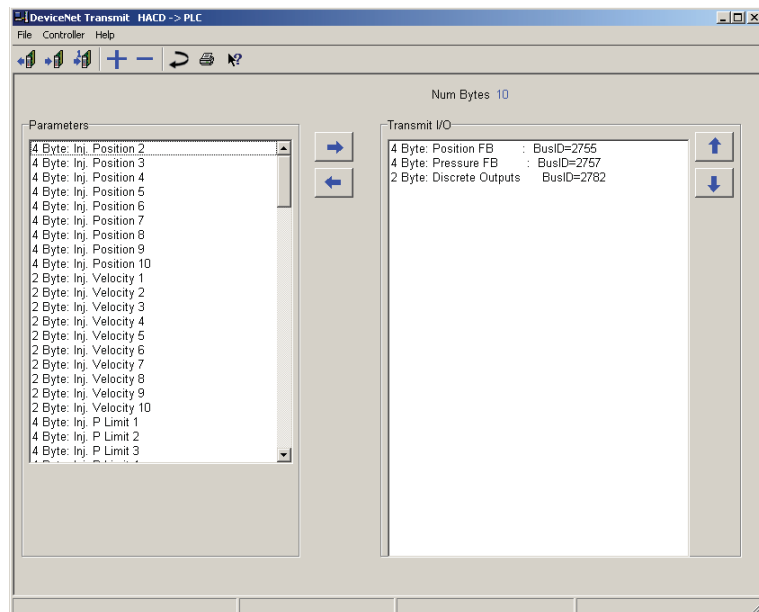 DeviceNet Transmit HACD -> PLC
File Controller Help
Num Bytes 10
Parameters
4 Byte: Inj. Position 2
4 Byte: Inj. Position 3
4 Byte: Inj. Position 4
4 Byte: Inj. Position 5
4 Byte: Inj. Position 6
4 Byte: Inj. Position 7
4 Byte: Inj. Position 8
4 Byte: Inj. Position 9
4 Byte: Inj. Position 10
2 Byte: Inj. Velocity 1
2 Byte: Inj. Velocity 2
2 Byte: Inj. Velocity 3
2 Byte: Inj. Velocity 4
2 Byte: Inj. Velocity 5
2 Byte: Inj. Velocity 6
2 Byte: Inj. Velocity 7
2 Byte: Inj. Velocity 8
2 Byte: Inj. Velocity 9
2 Byte: Inj. Velocity 10
4 Byte: Inj. P Limit 1
4 Byte: Inj. P Limit 2
4 Byte: Inj. P Limit 3
Transmit I/O
4 Byte: Position FB : BusID=2755
4 Byte: Pressure FB : BusID=2757
2 Byte: Discrete Outputs BusID=2782